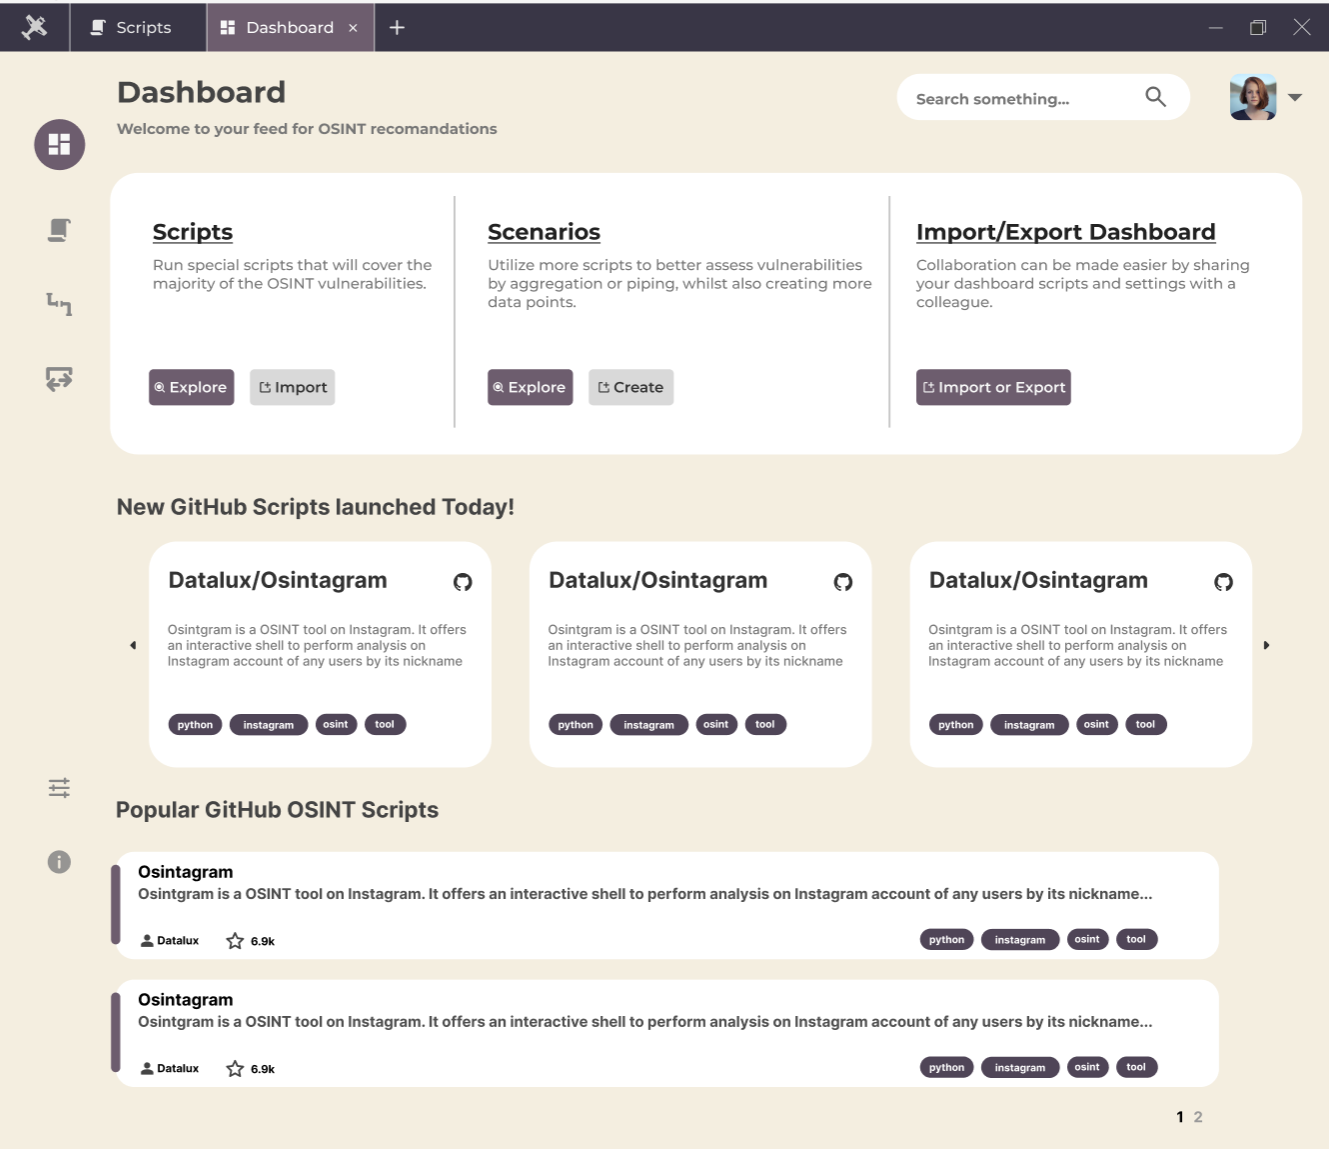 Scripts
Dashboard
Dashboard
Welcome to your feed for OSINT recomandations
Search something...
Scripts
Run special scripts that will cover the
majority of the OSINT vulnerabilities.
Explore
Import
Scenarios
Utilize more scripts to better assess vulnerabilities
by aggregation or piping, whilst also creating more
data points.
Explore
Create
Import/Export Dashboard
Collaboration can be made easier by sharing
your dashboard scripts and settings with a
colleague.
Import or Export
New GitHub Scripts launched Today!
Datalux/Osintagram
Osintgram is a OSINT tool on Instagram. It offers
an interactive shell to perform analysis on
Instagram account of any users by its nickname
python instagram osint tool
Datalux/Osintagram
Osintgram is a OSINT tool on Instagram. It offers
an interactive shell to perform analysis on
Instagram account of any users by its nickname
python instagram osint tool
Datalux/Osintagram
Osintgram is a OSINT tool on Instagram. It offers
an interactive shell to perform analysis on
Instagram account of any users by its nickname
python instagram osint tool
Popular GitHub OSINT Scripts
Osintagram
Osintgram is a OSINT tool on Instagram. It offers an interactive shell to perform analysis on Instagram account of any users by its nickname...
Datalux 6.9k python instagram osint tool
Osintagram
Osintgram is a OSINT tool on Instagram. It offers an interactive shell to perform analysis on Instagram account of any users by its nickname...
Datalux 6.9k python instagram osint tool
1 2